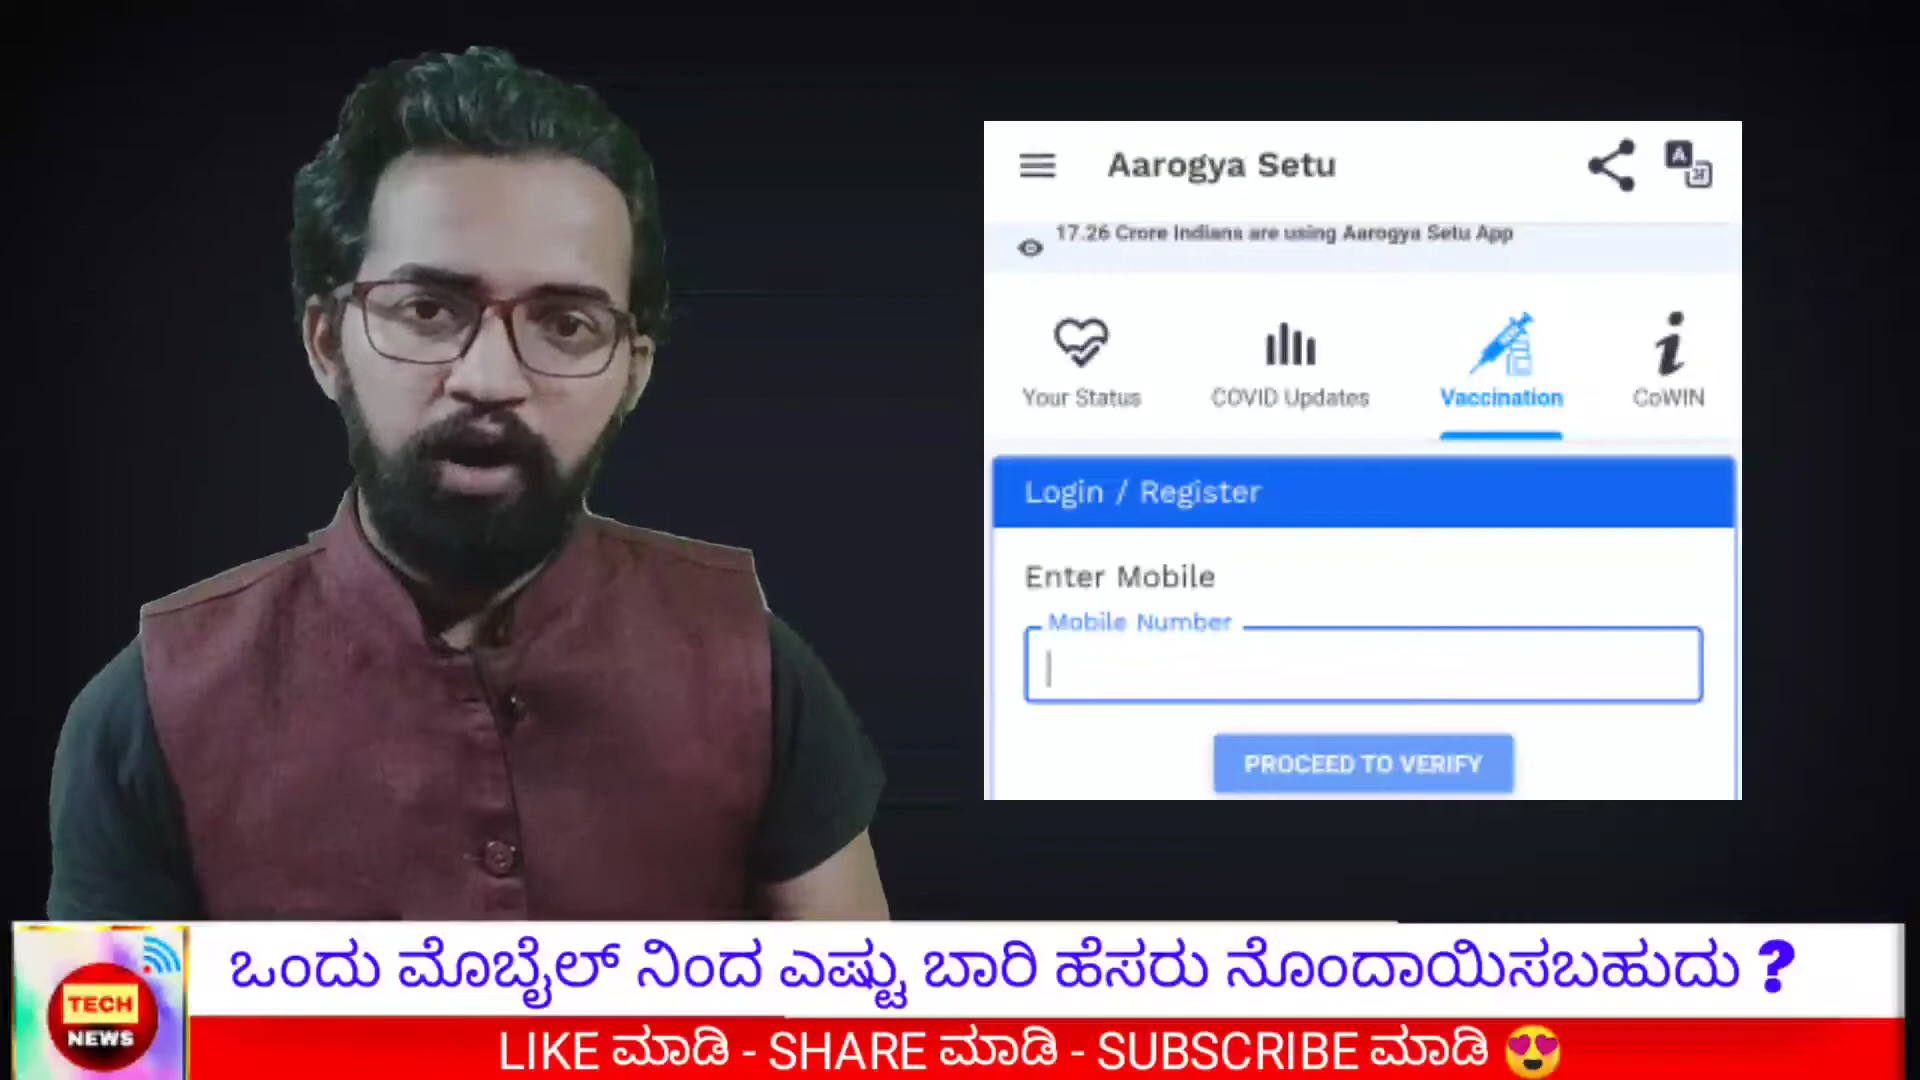 Aarogya Setu
17.26 Crore Indians are using Aarogya Setu App
Your Status
COVID Updates
Vaccination
CoWIN
Login / Register
Enter Mobile
Mobile Number
PROCEED TO VERIFY
ಒಂದು ಮೊಬೈಲ್ ನಿಂದ ಎಷ್ಟು ಬಾರಿ ಹೆಸರು ನೊಂದಾಯಿಸಬಹುದು ?
TECH
NEWS
LIKE ಮಾಡಿ - SHARE ಮಾಡಿ - SUBSCRIBE ಮಾಡಿ 😍